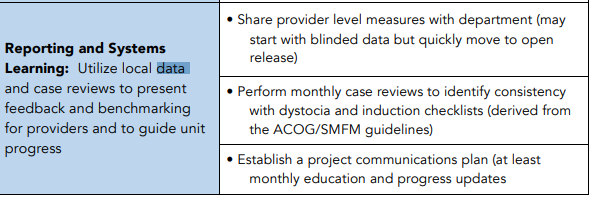 Reporting and Systems
Learning: Utilize local data
and case reviews to present
feedback and benchmarking
for providers and to guide unit
progress
• Share provider level measures with department (may
start with blinded data but quickly move to open
release)
• Perform monthly case reviews to identify consistency
with dystocia and induction checklists (derived from
the ACOG/SMFM guidelines)
• Establish a project communications plan (at least
monthly education and progress updates